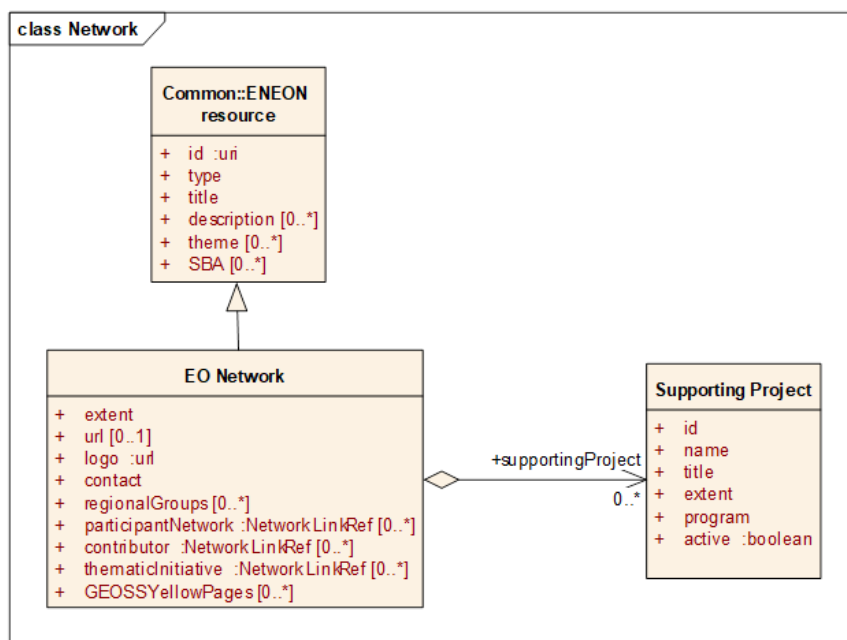 class Network
Common::ENEON
resource
+ id :uri
+ type
+ title
+ description [0..*]
+ theme [0..*]
+ SBA [0..*]
EO Network
+ extent
+ url [0..1]
+ logo :url
+ contact
+ regionalGroups [0..*]
+ participantNetwork :NetworkLinkRef [0..*]
+ contributor :NetworkLinkRef [0..*]
+ thematicInitiative :NetworkLinkRef [0..*]
+ GEOSSYellowPages [0..*]
+supportingProject
0..*
Supporting Project
+ id
+ name
+ title
+ extent
+ program
+ active :boolean